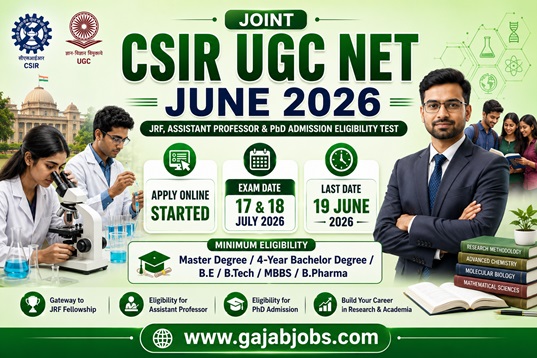 JOINT
CSIR UGC NET
JUNE 2026
JRF, ASSISTANT PROFESSOR & PhD ADMISSION ELIGIBILITY TEST
सीएसआईआर
CSIR
ज्ञान-विज्ञान विमुक्तये
UGC
APPLY ONLINE
STARTED
EXAM DATE
17 & 18
JULY 2026
LAST DATE
19 JUNE
- 2026 -
MINIMUM ELIGIBILITY
Master Degree / 4-Year Bachelor Degree /
B.E / B.Tech / MBBS / B.Pharma
RESEARCH METHODOLOGY
ADVANCED CHEMISTRY
MOLECULAR BIOLOGY
MATHEMATICAL SCIENCES
Gateway to
JRF Fellowship
Eligibility for
Assistant Professor
Eligibility for
PhD Admission
Build Your Career
in Research & Academia
www.gajabjobs.com